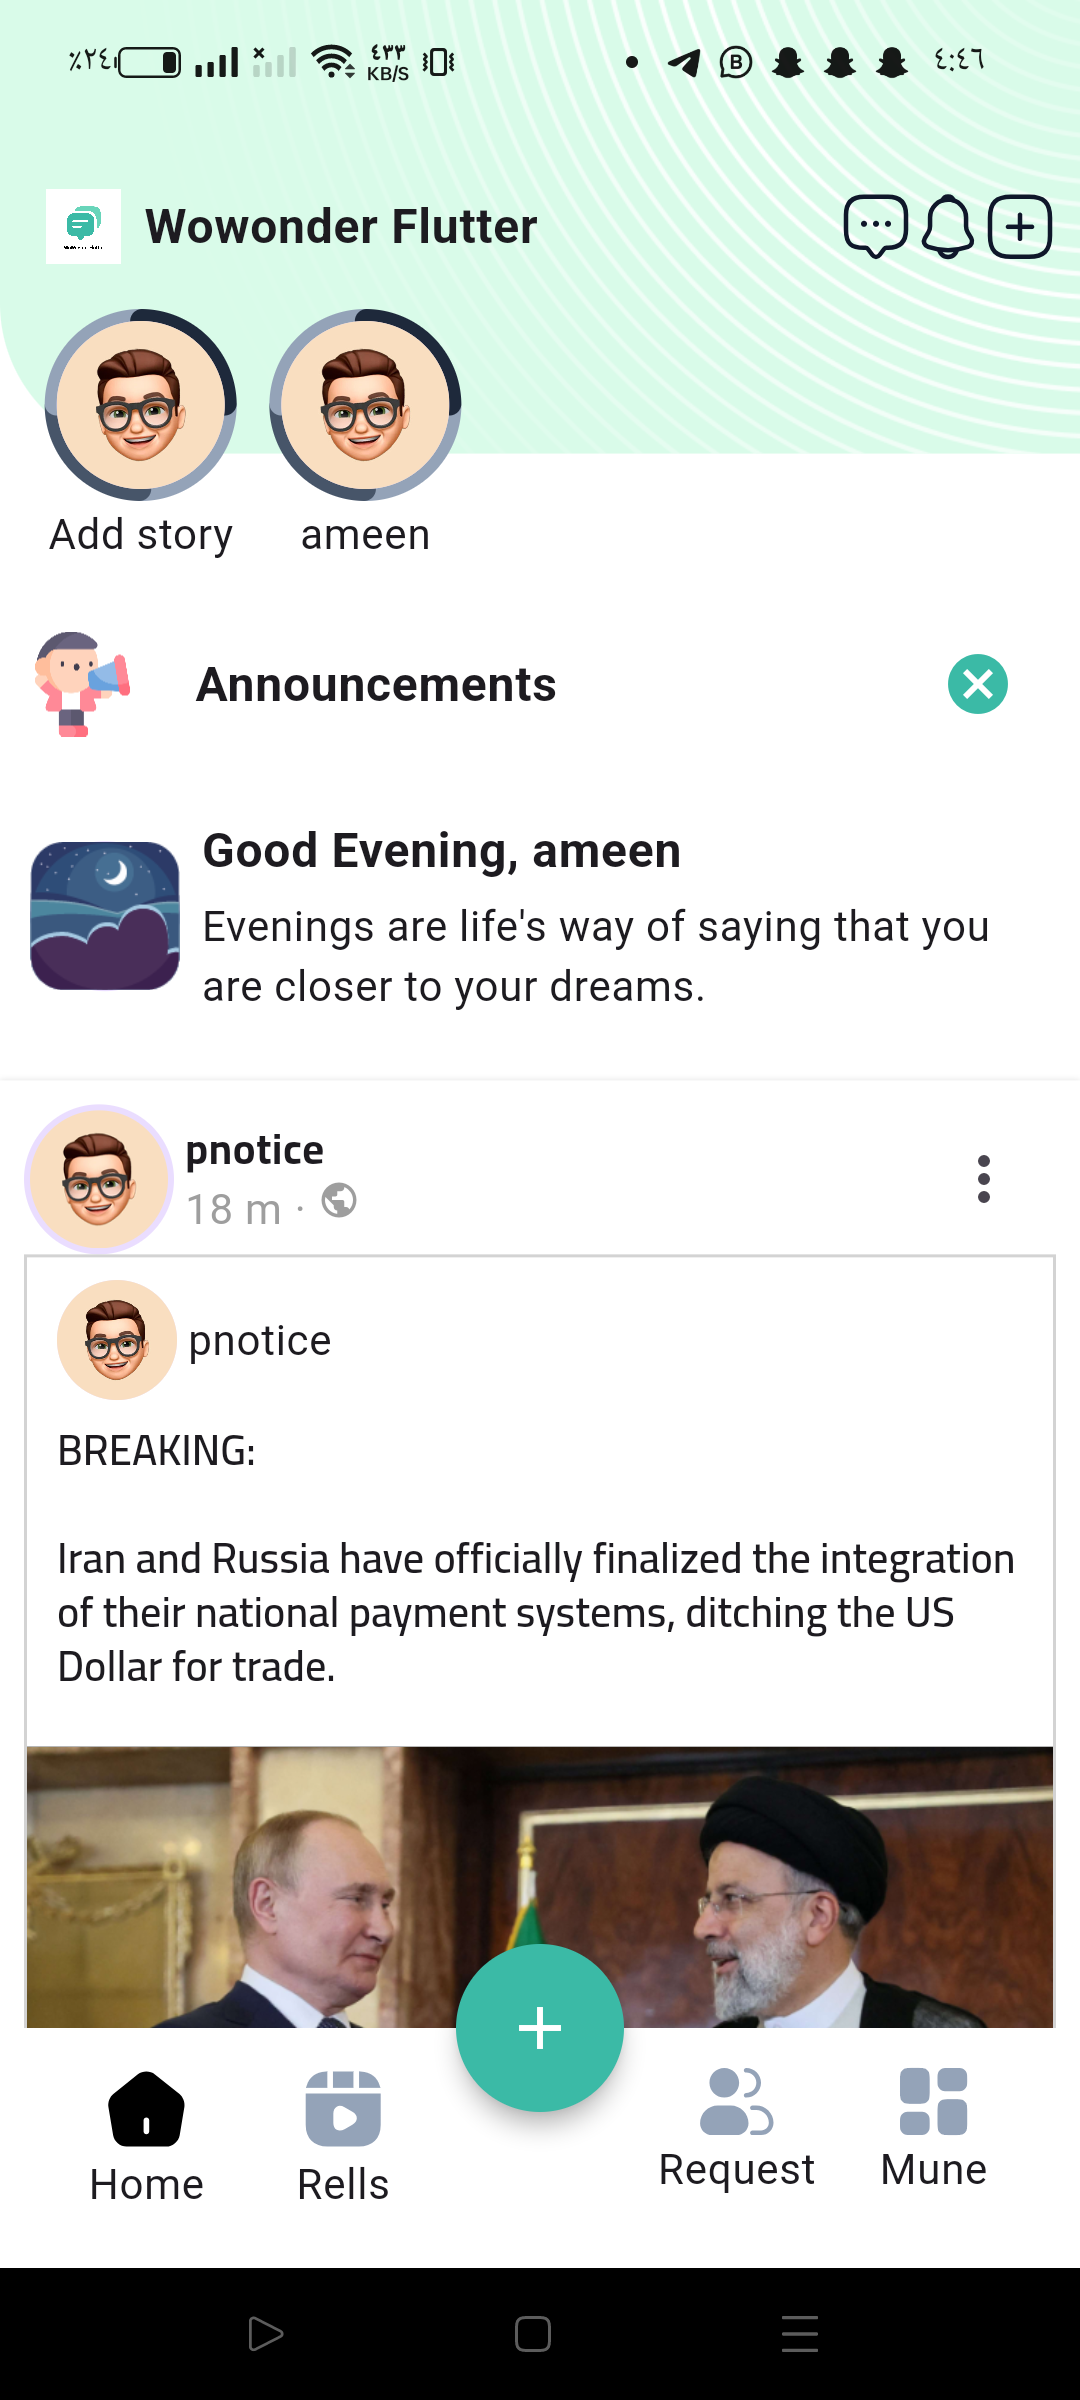 ٪٢٤
٤٣٣
KB/S
B
٤:٤٦
Wowonder Flutter
Add story
ameen
Announcements
Good Evening, ameen
Evenings are life's way of saying that you
are closer to your dreams.
pnotice
18 m ·
pnotice
BREAKING:
Iran and Russia have officially finalized the integration
of their national payment systems, ditching the US
Dollar for trade.
Home
Rells
Request
Mune